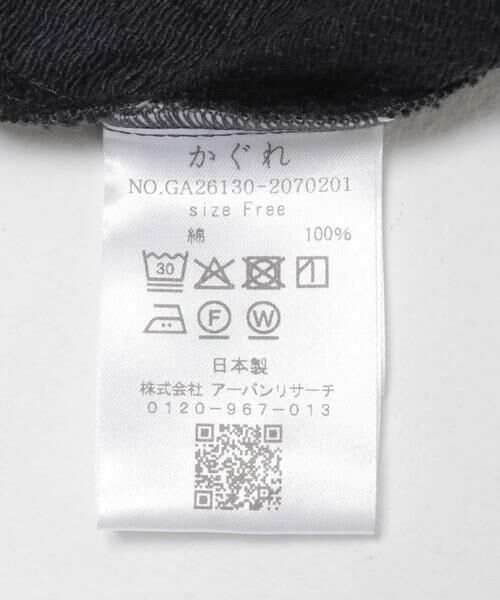 かぐれ
NO.GA26130-2070201
size Free
綿 100%
30
F W
日本製
株式会社 アーバンリサーチ
0120-967-013